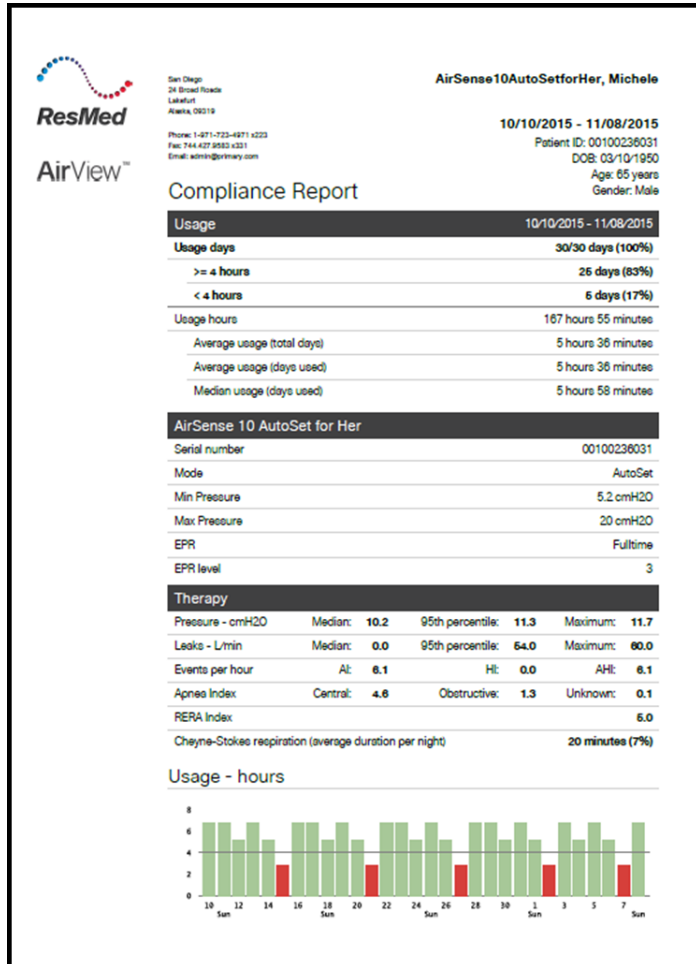 ResMed
AirView™
San Diego
24 Broad Roads
Lakefurt
Alaska, 09319
Phone: 1-971-723-4971 x223
Fax: 744.427.9583 x331
Email: admin@primary.com
AirSense10AutoSetforHer, Michele
10/10/2015 - 11/08/2015
Patient ID: 00100236031
DOB: 03/10/1950
Age: 65 years
Gender: Male
Compliance Report
Usage 10/10/2015 - 11/08/2015
Usage days 30/30 days (100%)
>= 4 hours 25 days (83%)
< 4 hours 5 days (17%)
Usage hours 167 hours 55 minutes
Average usage (total days) 5 hours 36 minutes
Average usage (days used) 5 hours 36 minutes
Median usage (days used) 5 hours 58 minutes
AirSense 10 AutoSet for Her
Serial number 00100236031
Mode AutoSet
Min Pressure 5.2 cmH2O
Max Pressure 20 cmH2O
EPR Fulltime
EPR level 3
Therapy
Pressure - cmH2O Median: 10.2 95th percentile: 11.3 Maximum: 11.7
Leaks - L/min Median: 0.0 95th percentile: 54.0 Maximum: 60.0
Events per hour AI: 6.1 HI: 0.0 AHI: 6.1
Apnea Index Central: 4.6 Obstructive: 1.3 Unknown: 0.1
RERA Index 5.0
Cheyne-Stokes respiration (average duration per night) 20 minutes (7%)
Usage - hours
8
6
4
2
0
10 12 14 16 18 20 22 24 26 28 30 1 3 5 7
Sun Sun Sun Sun Sun